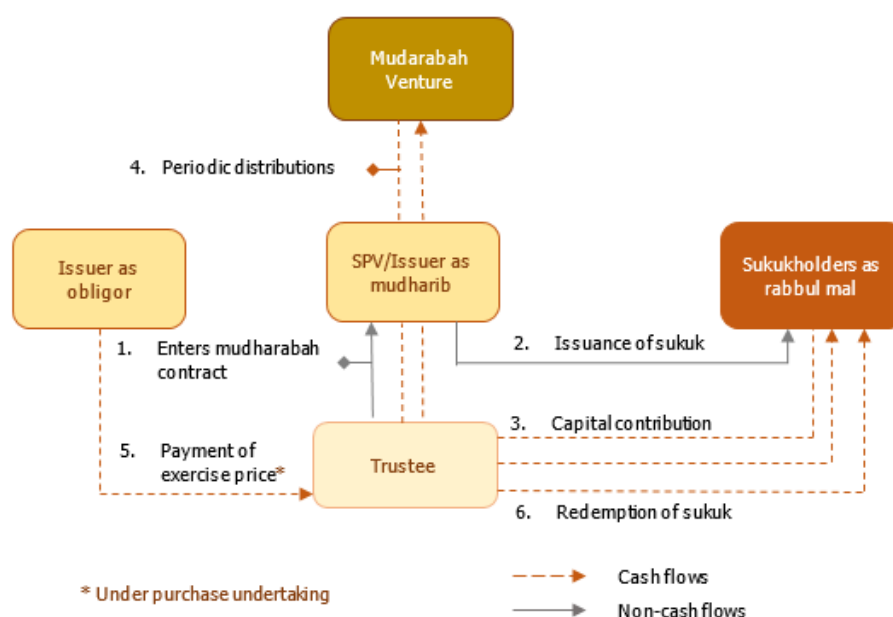 Mudarabah
Venture
4. Periodic distributions
Issuer as
obligor
SPV/Issuer as
mudharib
Sukukholders as
rabbul mal
1. Enters mudharabah
contract
2. Issuance of sukuk
3. Capital contribution
5. Payment of
exercise price*
Trustee
6. Redemption of sukuk
* Under purchase undertaking
Cash flows
Non-cash flows